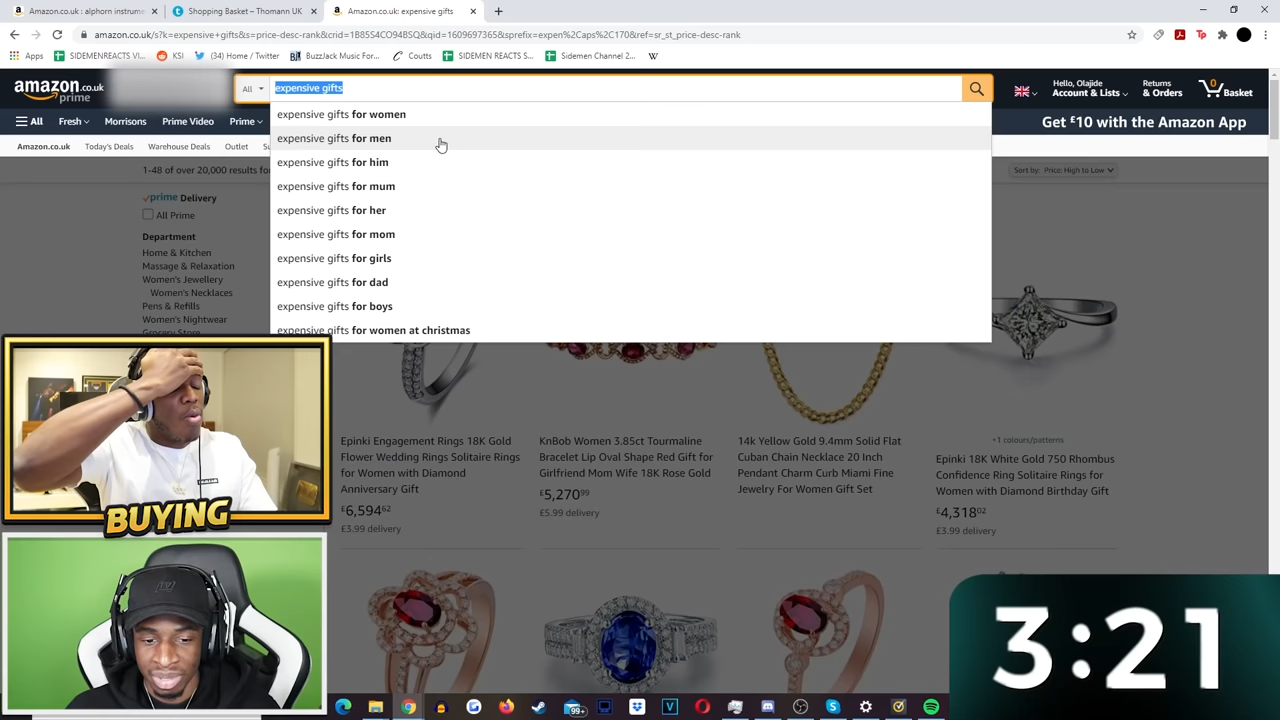 Amazon.co.uk : alphorn instrume
Shopping Basket – Thomann UK
Amazon.co.uk: expensive gifts
amazon.co.uk/s?k=expensive+gifts&s=price-desc-rank&crid=1B85S4CO94BSQ&qid=1609697365&sprefix=expen%2Caps%2C170&ref=sr_st_price-desc-rank
Apps
SIDEMENREACTS VI...
KSI
(34) Home / Twitter
BuzzJack Music For...
Coutts
SIDEMEN REACTS S...
Sidemen Channel 2...
amazon.co.uk
prime
All
expensive gifts
Hello, Olajide
Account & Lists
Returns
& Orders
0
Basket
All
Fresh
Morrisons
Prime Video
Prime
Get £10 with the Amazon App
Amazon.co.uk
Today's Deals
Warehouse Deals
Outlet
expensive gifts for women
expensive gifts for men
expensive gifts for him
expensive gifts for mum
expensive gifts for her
expensive gifts for mom
expensive gifts for girls
expensive gifts for dad
expensive gifts for boys
expensive gifts for women at christmas
1-48 of over 20,000 results for
Sort by: Price: High to Low
prime Delivery
All Prime
Department
Home & Kitchen
Massage & Relaxation
Women's Jewellery
Women's Necklaces
Pens & Refills
Women's Nightwear
Grocery Store
Epinki Engagement Rings 18K Gold
Flower Wedding Rings Solitaire Rings
for Women with Diamond
Anniversary Gift
£6,59462
£3.99 delivery
KnBob Women 3.85ct Tourmaline
Bracelet Lip Oval Shape Red Gift for
Girlfriend Mom Wife 18K Rose Gold
£5,27099
£5.99 delivery
14k Yellow Gold 9.4mm Solid Flat
Cuban Chain Necklace 20 Inch
Pendant Charm Curb Miami Fine
Jewelry For Women Gift Set
+1 colours/patterns
Epinki 18K White Gold 750 Rhombus
Confidence Ring Solitaire Rings for
Women with Diamond Birthday Gift
£4,31802
£3.99 delivery
BUYING
3:21
99+